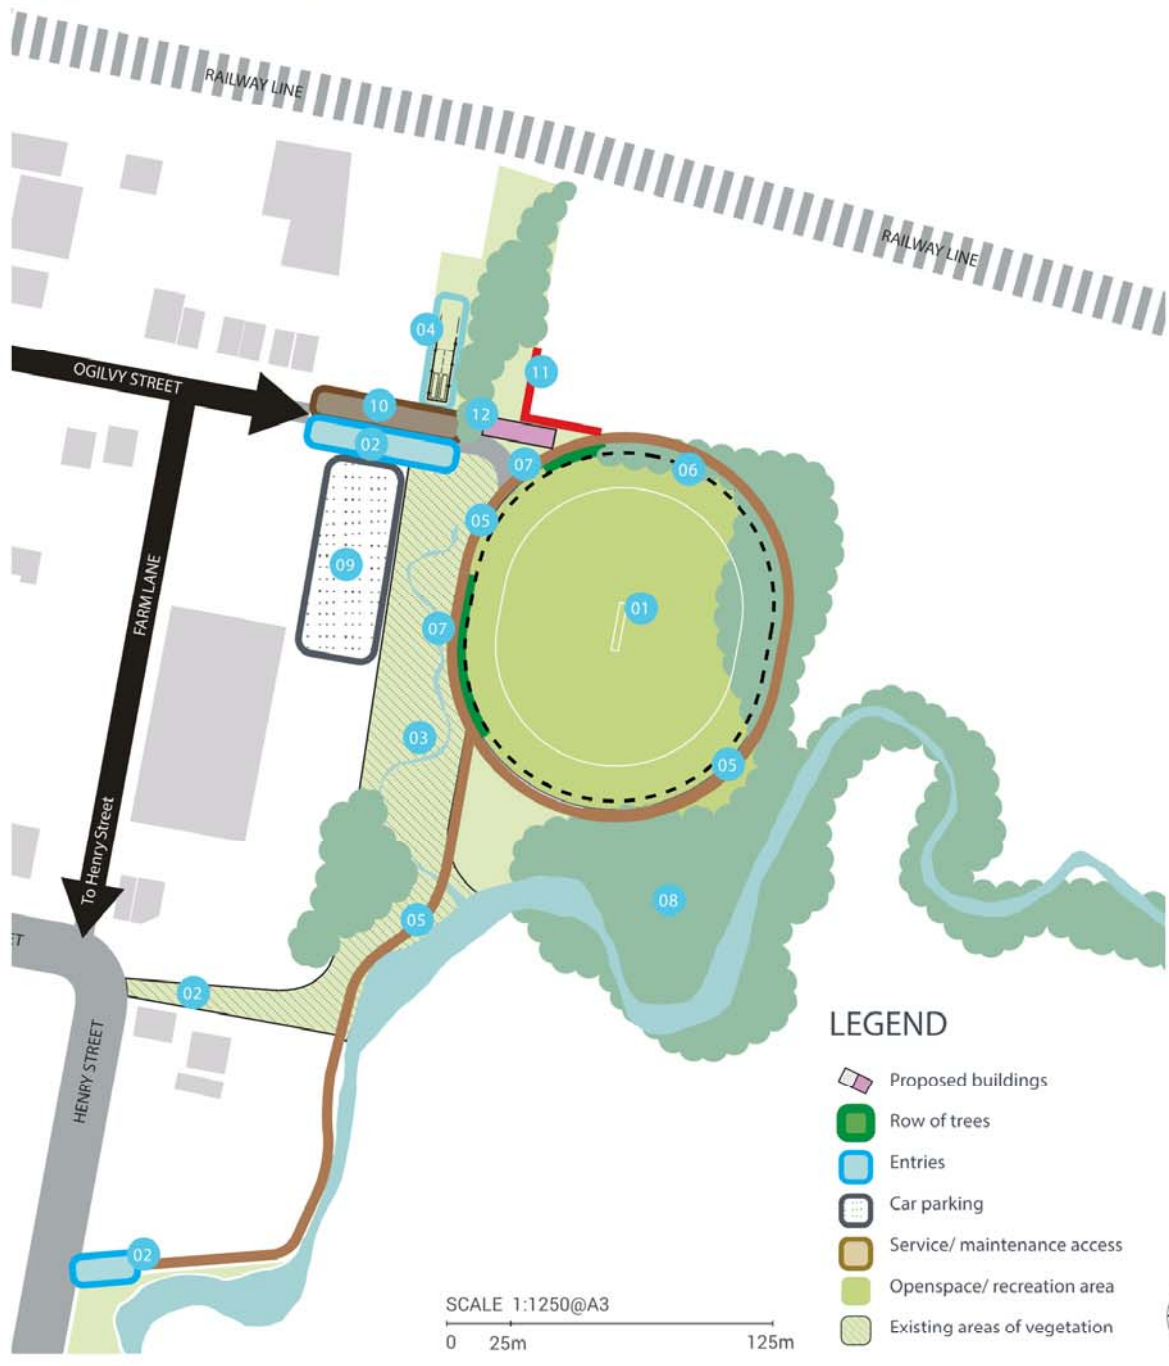 RAILWAY LINE
RAILWAY LINE
04
11
OGILVY STREET
10
12
02
07
06
05
09
FARM LANE
01
07
03
05
To Henry Street
08
05
ET
02
LEGEND
HENRY STREET
Proposed buildings
Row of trees
Entries
02
Car parking
Service/ maintenance access
Openspace/ recreation area
Existing areas of vegetation
SCALE 1:1250@A3
0 25m 125m